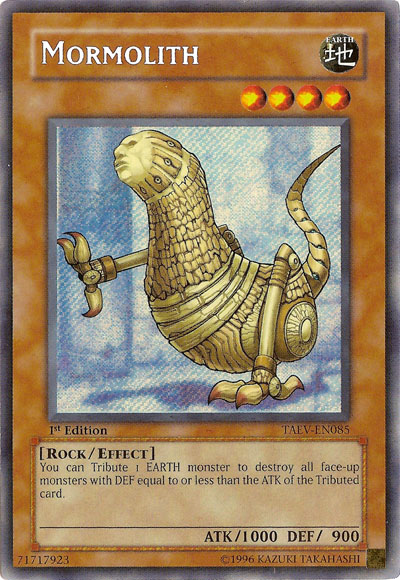 MORMOLITH
EARTH
地
1st Edition
TAEV-EN085
[ROCK/EFFECT]
You can Tribute 1 EARTH monster to destroy all face-up
monsters with DEF equal to or less than the ATK of the Tributed
card.
ATK/1000 DEF/ 900
71717923
©1996 KAZUKI TAKAHASHI